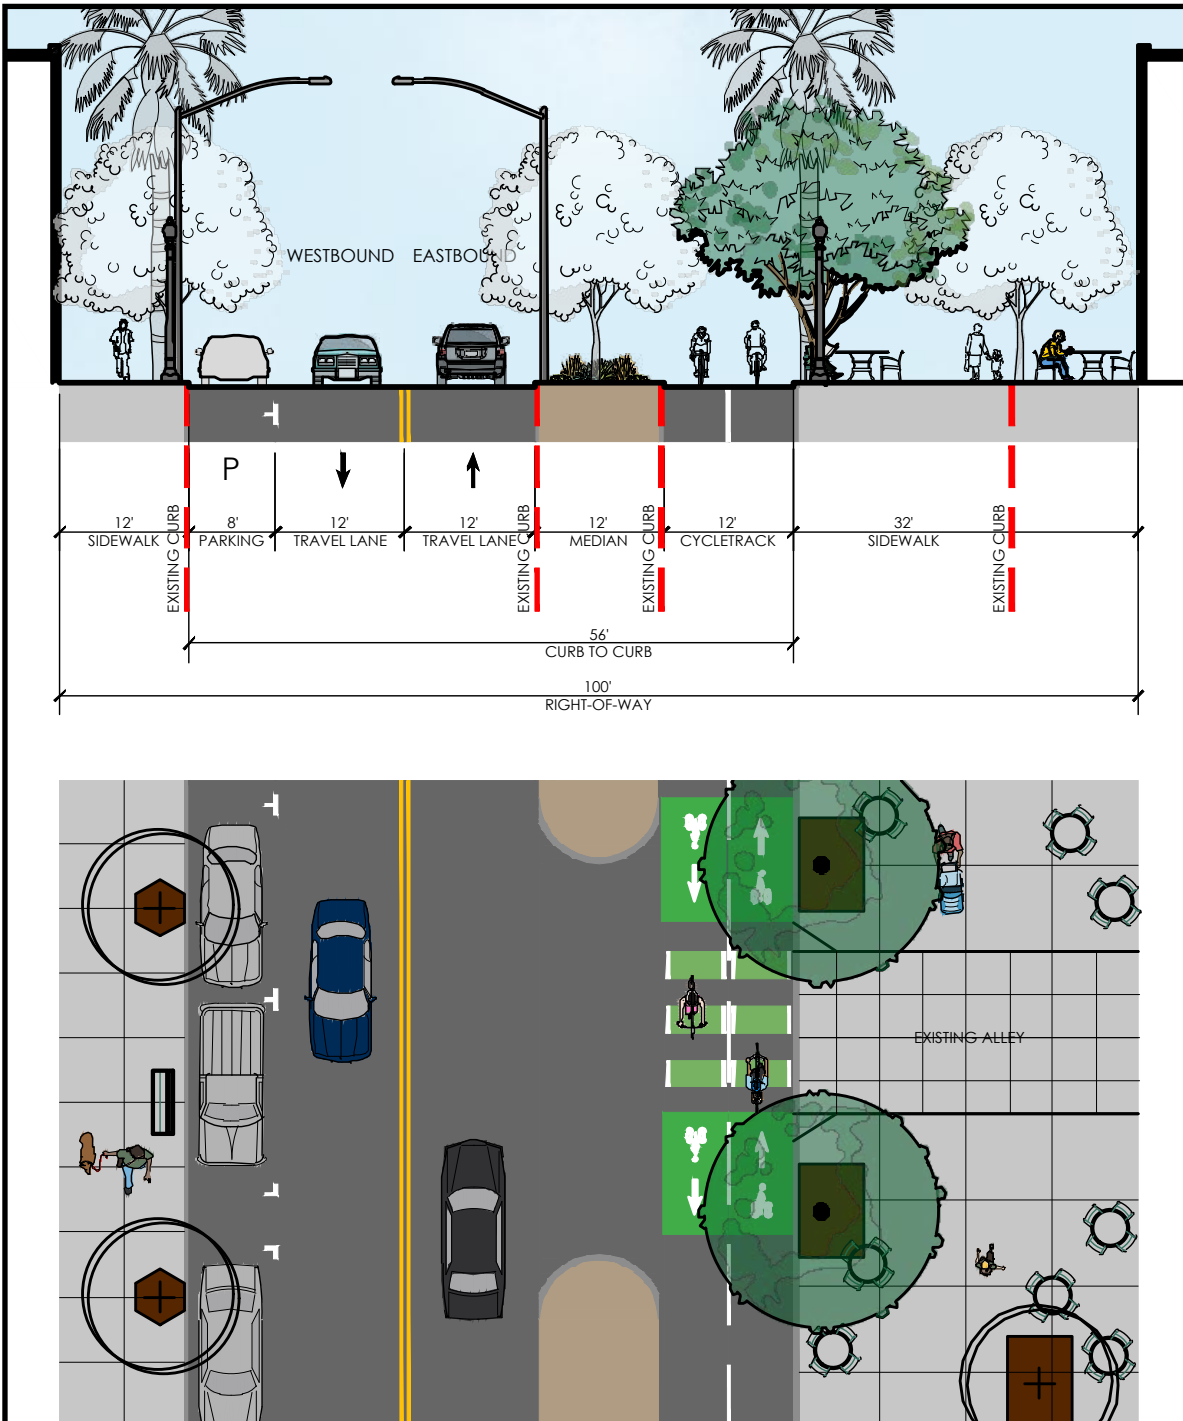 WESTBOUND EASTBOUND
P
12'
SIDEWALK
EXISTING CURB
8'
PARKING
12'
TRAVEL LANE
12'
TRAVEL LANE
EXISTING CURB
12'
MEDIAN
EXISTING CURB
12'
CYCLETRACK
32'
SIDEWALK
EXISTING CURB
56'
CURB TO CURB
100'
RIGHT-OF-WAY
EXISTING ALLEY